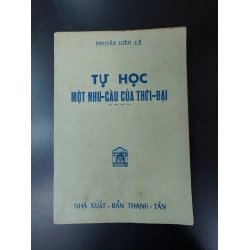 NGUYỄN HIẾN LÊ
TỰ HỌC
MỘT NHU-CẦU CỦA THỜI-ĐẠI
NHÀ XUẤT-BẢN THANH-TÂN